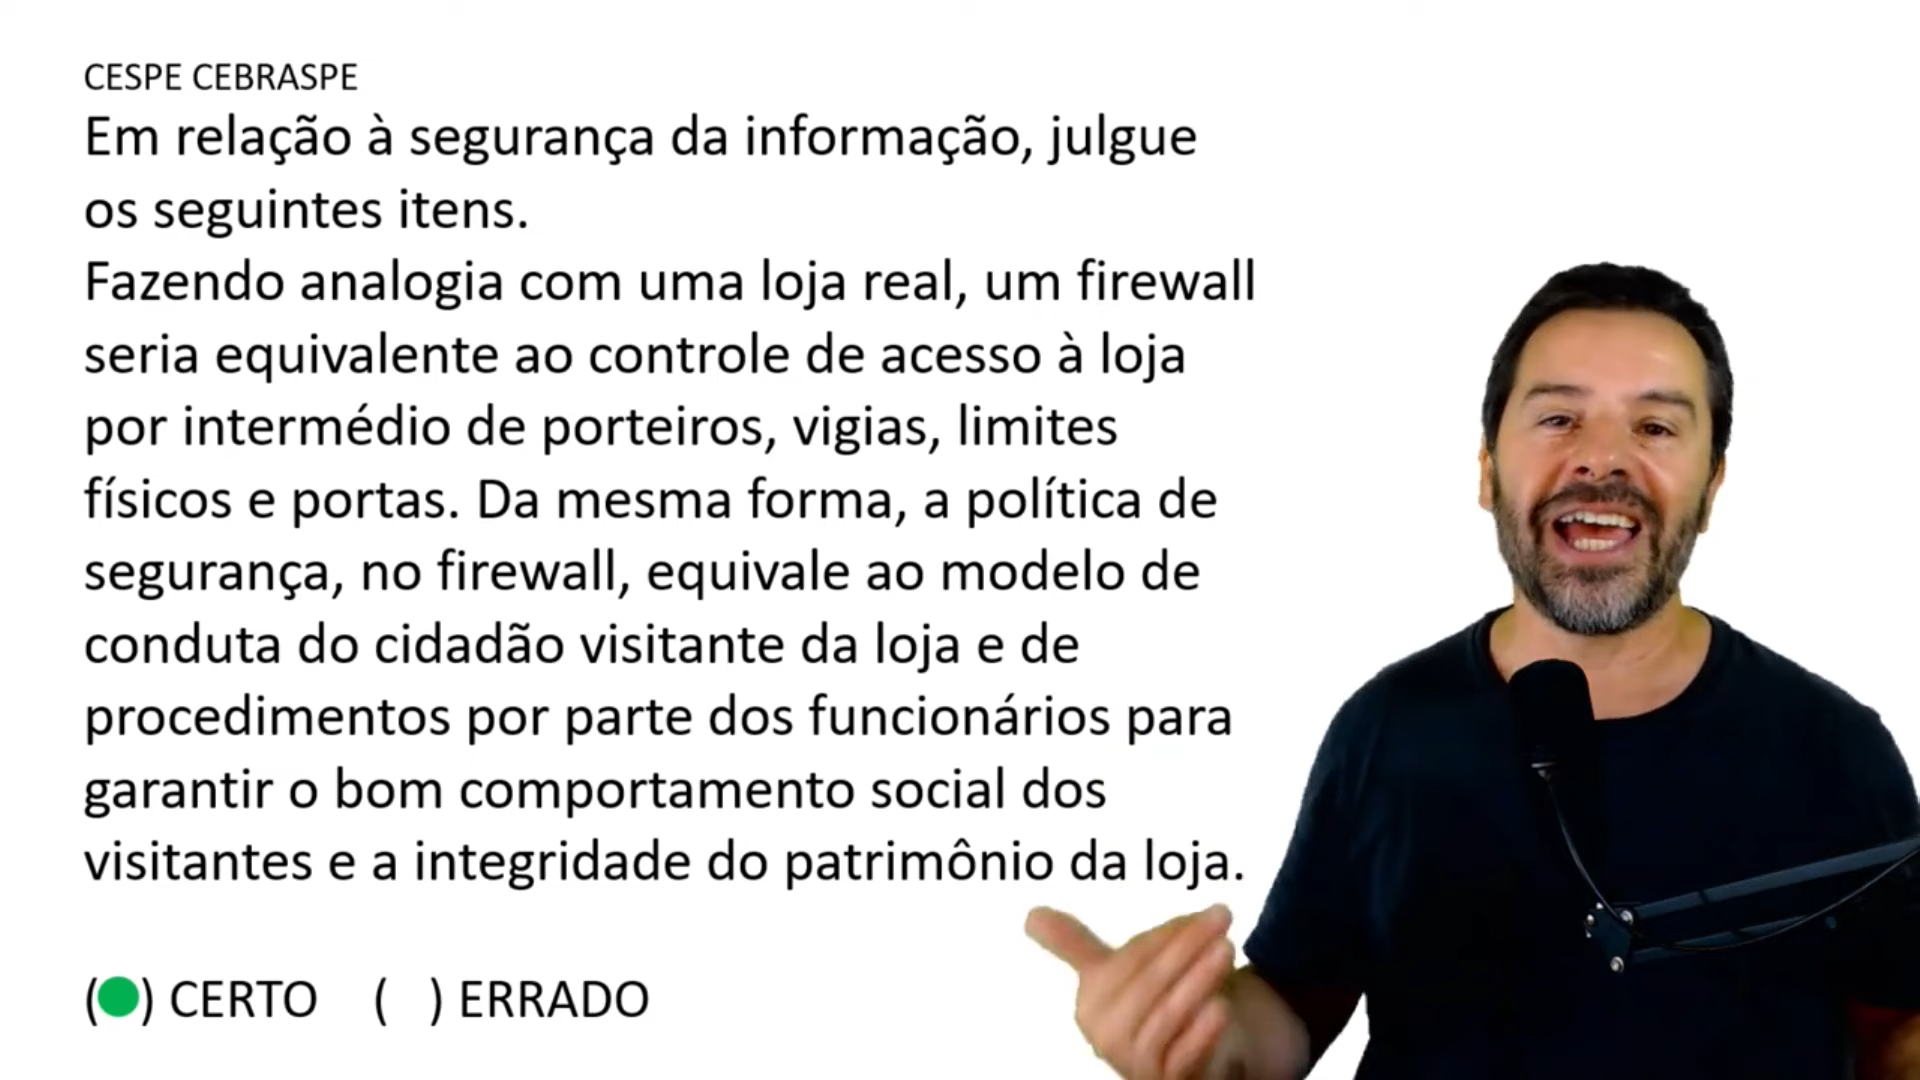 CESPE CEBRASPE
Em relação à segurança da informação, julgue
os seguintes itens.
Fazendo analogia com uma loja real, um firewall
seria equivalente ao controle de acesso à loja
por intermédio de porteiros, vigias, limites
físicos e portas. Da mesma forma, a política de
segurança, no firewall, equivale ao modelo de
conduta do cidadão visitante da loja e de
procedimentos por parte dos funcionários para
garantir o bom comportamento social dos
visitantes e a integridade do patrimônio da loja.
( ) CERTO ( ) ERRADO